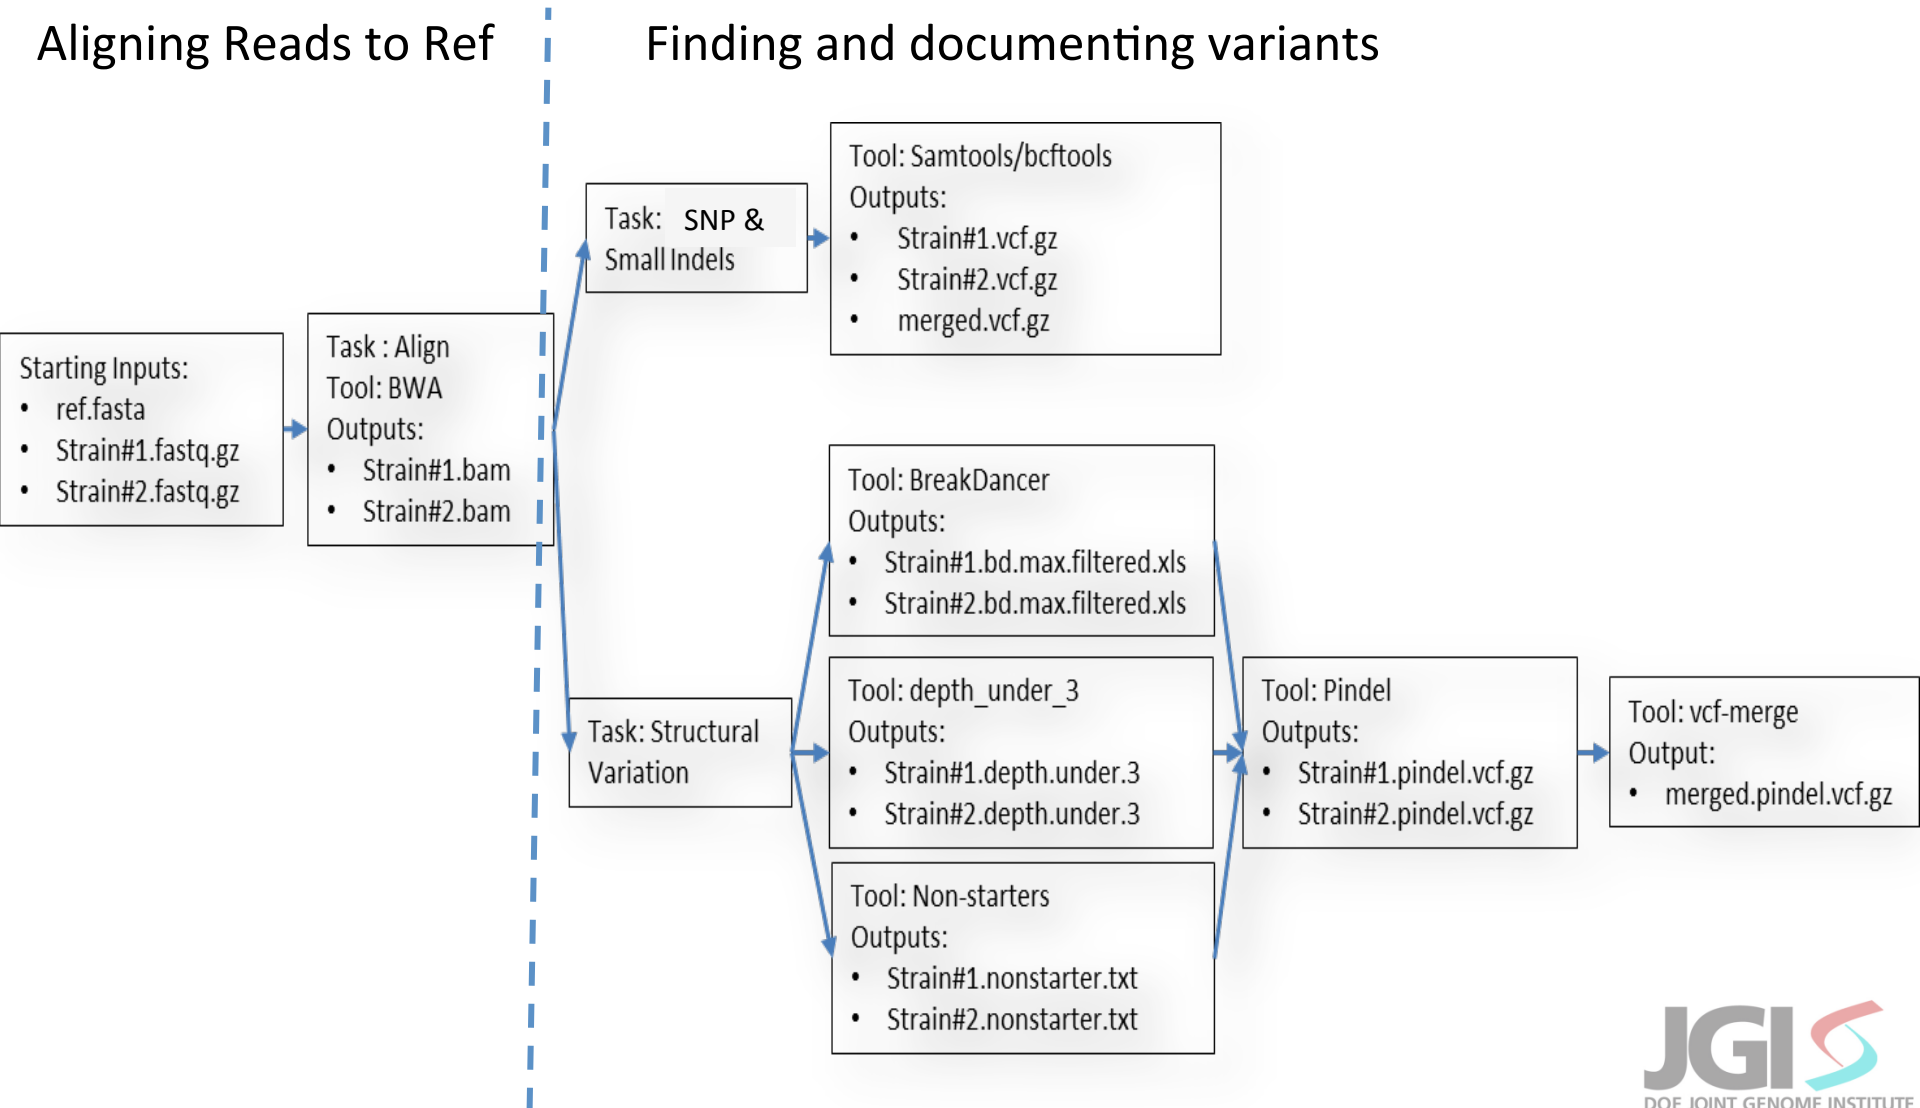 Aligning Reads to Ref
Finding and documenting variants
Starting Inputs:
• ref.fasta
• Strain#1.fastq.gz
• Strain#2.fastq.gz
Task : Align
Tool: BWA
Outputs:
• Strain#1.bam
• Strain#2.bam
Task: SNP &
Small Indels
Tool: Samtools/bcftools
Outputs:
• Strain#1.vcf.gz
• Strain#2.vcf.gz
• merged.vcf.gz
Task: Structural
Variation
Tool: BreakDancer
Outputs:
• Strain#1.bd.max.filtered.xls
• Strain#2.bd.max.filtered.xls
Tool: depth_under_3
Outputs:
• Strain#1.depth.under.3
• Strain#2.depth.under.3
Tool: Non-starters
Outputs:
• Strain#1.nonstarter.txt
• Strain#2.nonstarter.txt
Tool: Pindel
Outputs:
• Strain#1.pindel.vcf.gz
• Strain#2.pindel.vcf.gz
Tool: vcf-merge
Output:
• merged.pindel.vcf.gz
JGI
DOE JOINT GENOME INSTITUTE